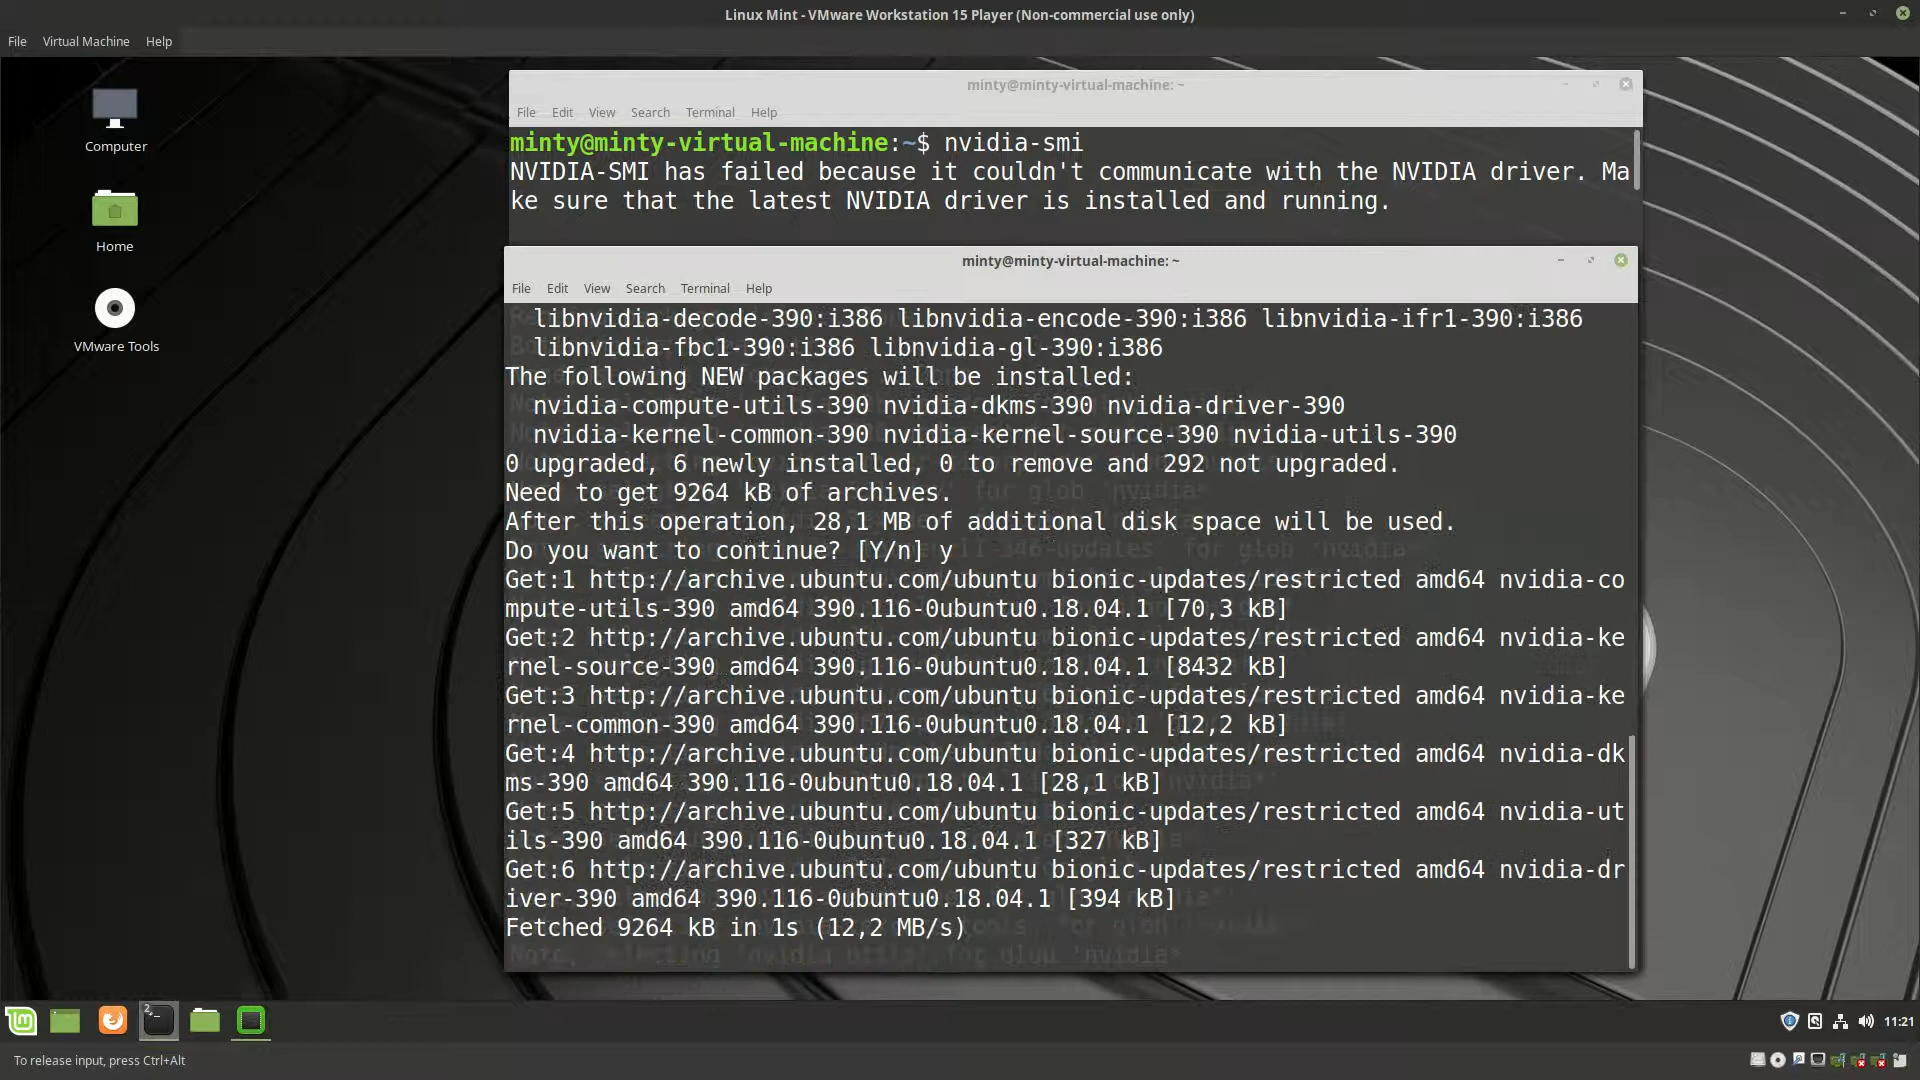 Linux Mint - VMware Workstation 15 Player (Non-commercial use only)
File Virtual Machine Help
Computer
Home
VMware Tools
minty@minty-virtual-machine: ~
File Edit View Search Terminal Help
minty@minty-virtual-machine:~$ nvidia-smi
NVIDIA-SMI has failed because it couldn't communicate with the NVIDIA driver. Ma
ke sure that the latest NVIDIA driver is installed and running.
minty@minty-virtual-machine: ~
File Edit View Search Terminal Help
libnvidia-decode-390:i386 libnvidia-encode-390:i386 libnvidia-ifr1-390:i386
libnvidia-fbc1-390:i386 libnvidia-gl-390:i386
The following NEW packages will be installed:
nvidia-compute-utils-390 nvidia-dkms-390 nvidia-driver-390
nvidia-kernel-common-390 nvidia-kernel-source-390 nvidia-utils-390
0 upgraded, 6 newly installed, 0 to remove and 292 not upgraded.
Need to get 9264 kB of archives.
After this operation, 28,1 MB of additional disk space will be used.
Do you want to continue? [Y/n] y
Get:1 http://archive.ubuntu.com/ubuntu bionic-updates/restricted amd64 nvidia-co
mpute-utils-390 amd64 390.116-0ubuntu0.18.04.1 [70,3 kB]
Get:2 http://archive.ubuntu.com/ubuntu bionic-updates/restricted amd64 nvidia-ke
rnel-source-390 amd64 390.116-0ubuntu0.18.04.1 [8432 kB]
Get:3 http://archive.ubuntu.com/ubuntu bionic-updates/restricted amd64 nvidia-ke
rnel-common-390 amd64 390.116-0ubuntu0.18.04.1 [12,2 kB]
Get:4 http://archive.ubuntu.com/ubuntu bionic-updates/restricted amd64 nvidia-dk
ms-390 amd64 390.116-0ubuntu0.18.04.1 [28,1 kB]
Get:5 http://archive.ubuntu.com/ubuntu bionic-updates/restricted amd64 nvidia-ut
ils-390 amd64 390.116-0ubuntu0.18.04.1 [327 kB]
Get:6 http://archive.ubuntu.com/ubuntu bionic-updates/restricted amd64 nvidia-dr
iver-390 amd64 390.116-0ubuntu0.18.04.1 [394 kB]
Fetched 9264 kB in 1s (12,2 MB/s)
2
11:21
To release input, press Ctrl+Alt